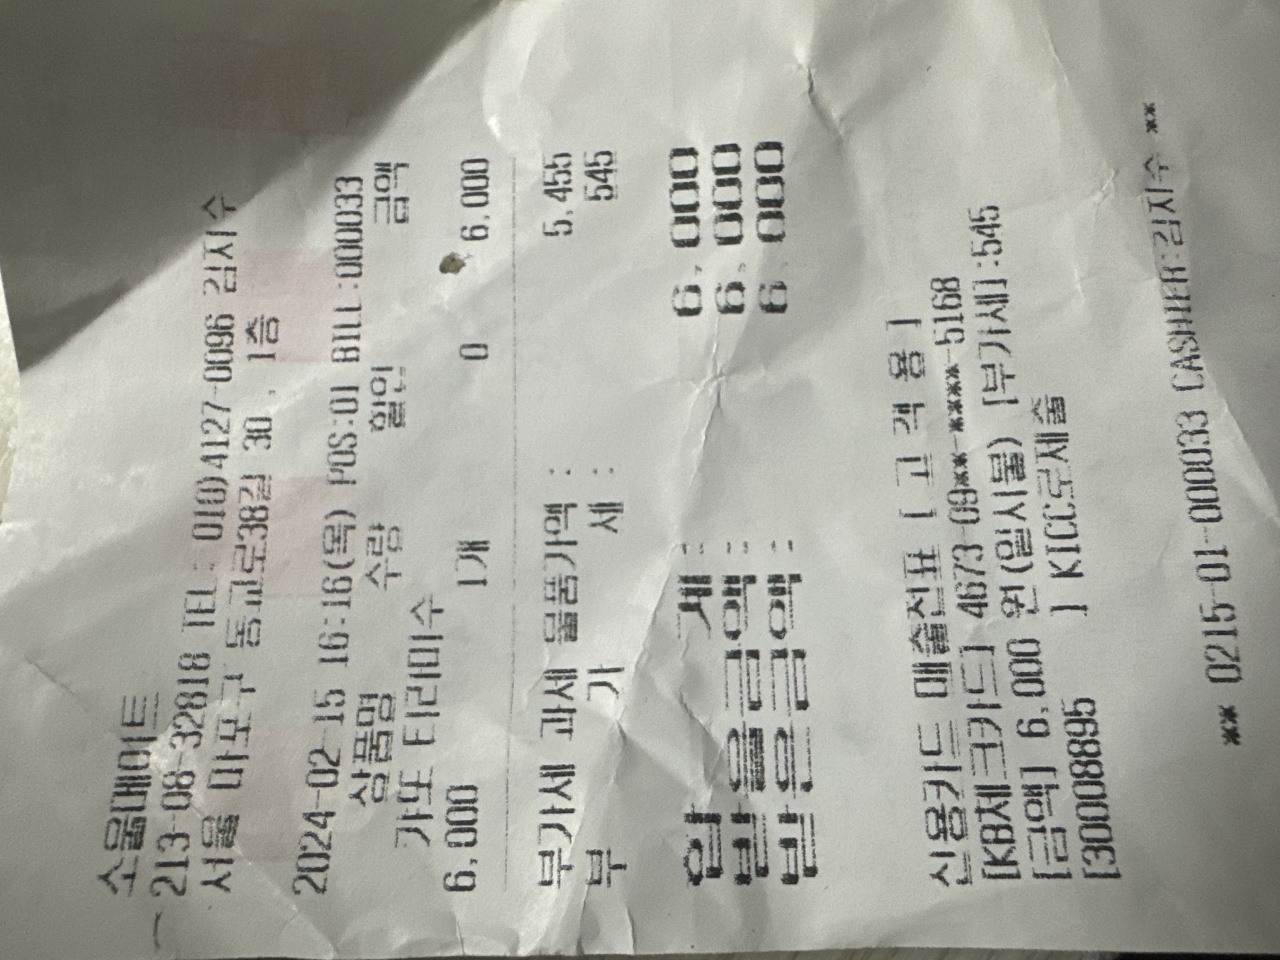 소울메이트
213-08-32818 TEL : 010)4127-0096 김지수
서울 마포구 동교로38길 30 , 1층
2024-02-15 16:16(목) POS:01 BILL:000033
상품명 수량 할인 금액
갸또 티라미수
6,000 1개 0 6,000
부가세 과세 물품가액 : 5,455
부 가 세 : 545
합 계 : 6,000
받을금액 : 6,000
받은금액 : 6,000
신용카드 매출전표 [ 고 객 용 ]
[KB체크카드] 4673-09**-****-5168
[금액] 6,000 원(일시불) [부가세]:545
[30008895 ] KICC로제출
** 0215-01-000033 CASHIER:김지수 **